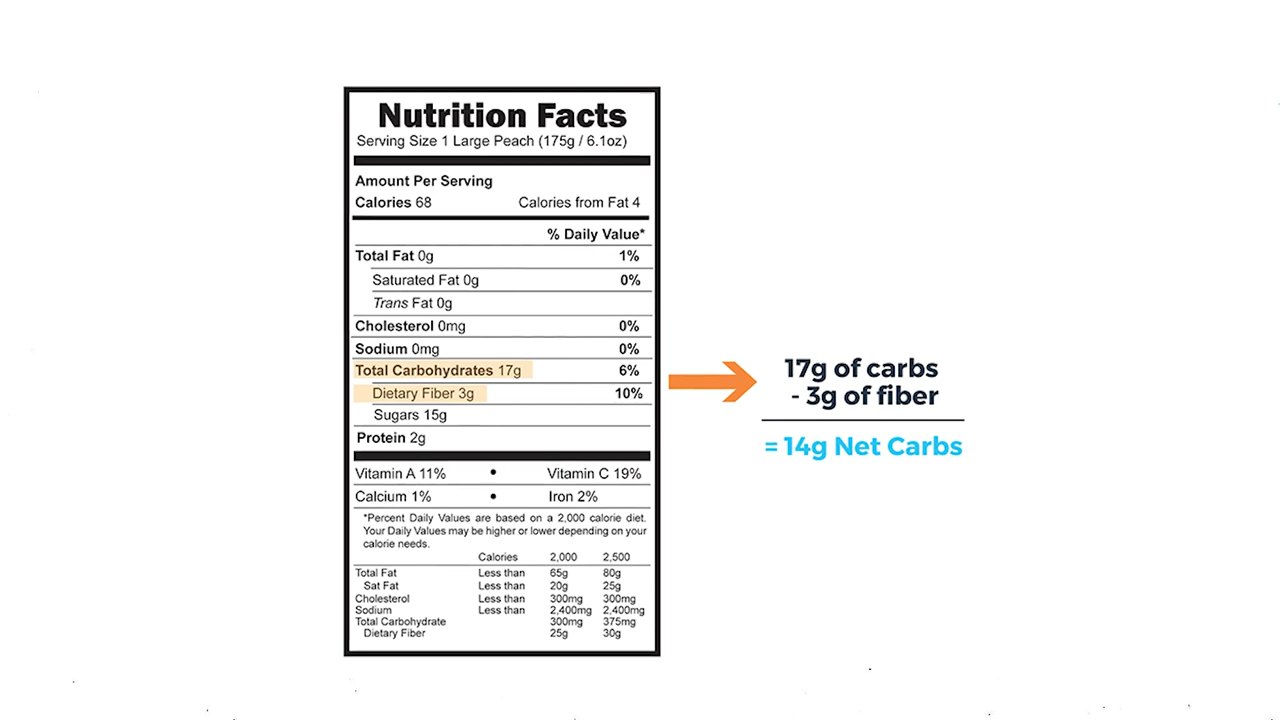 Nutrition Facts
Serving Size 1 Large Peach (175g / 6.1oz)
Amount Per Serving
Calories 68 Calories from Fat 4
% Daily Value*
Total Fat 0g 1%
Saturated Fat 0g 0%
Trans Fat 0g
Cholesterol 0mg 0%
Sodium 0mg 0%
Total Carbohydrates 17g 6%
Dietary Fiber 3g 10%
Sugars 15g
Protein 2g
Vitamin A 11% • Vitamin C 19%
Calcium 1% • Iron 2%
*Percent Daily Values are based on a 2,000 calorie diet.
Your Daily Values may be higher or lower depending on your
calorie needs.
Calories 2,000 2,500
Total Fat Less than 65g 80g
Sat Fat Less than 20g 25g
Cholesterol Less than 300mg 300mg
Sodium Less than 2,400mg 2,400mg
Total Carbohydrate 300mg 375mg
Dietary Fiber 25g 30g
17g of carbs
- 3g of fiber
= 14g Net Carbs